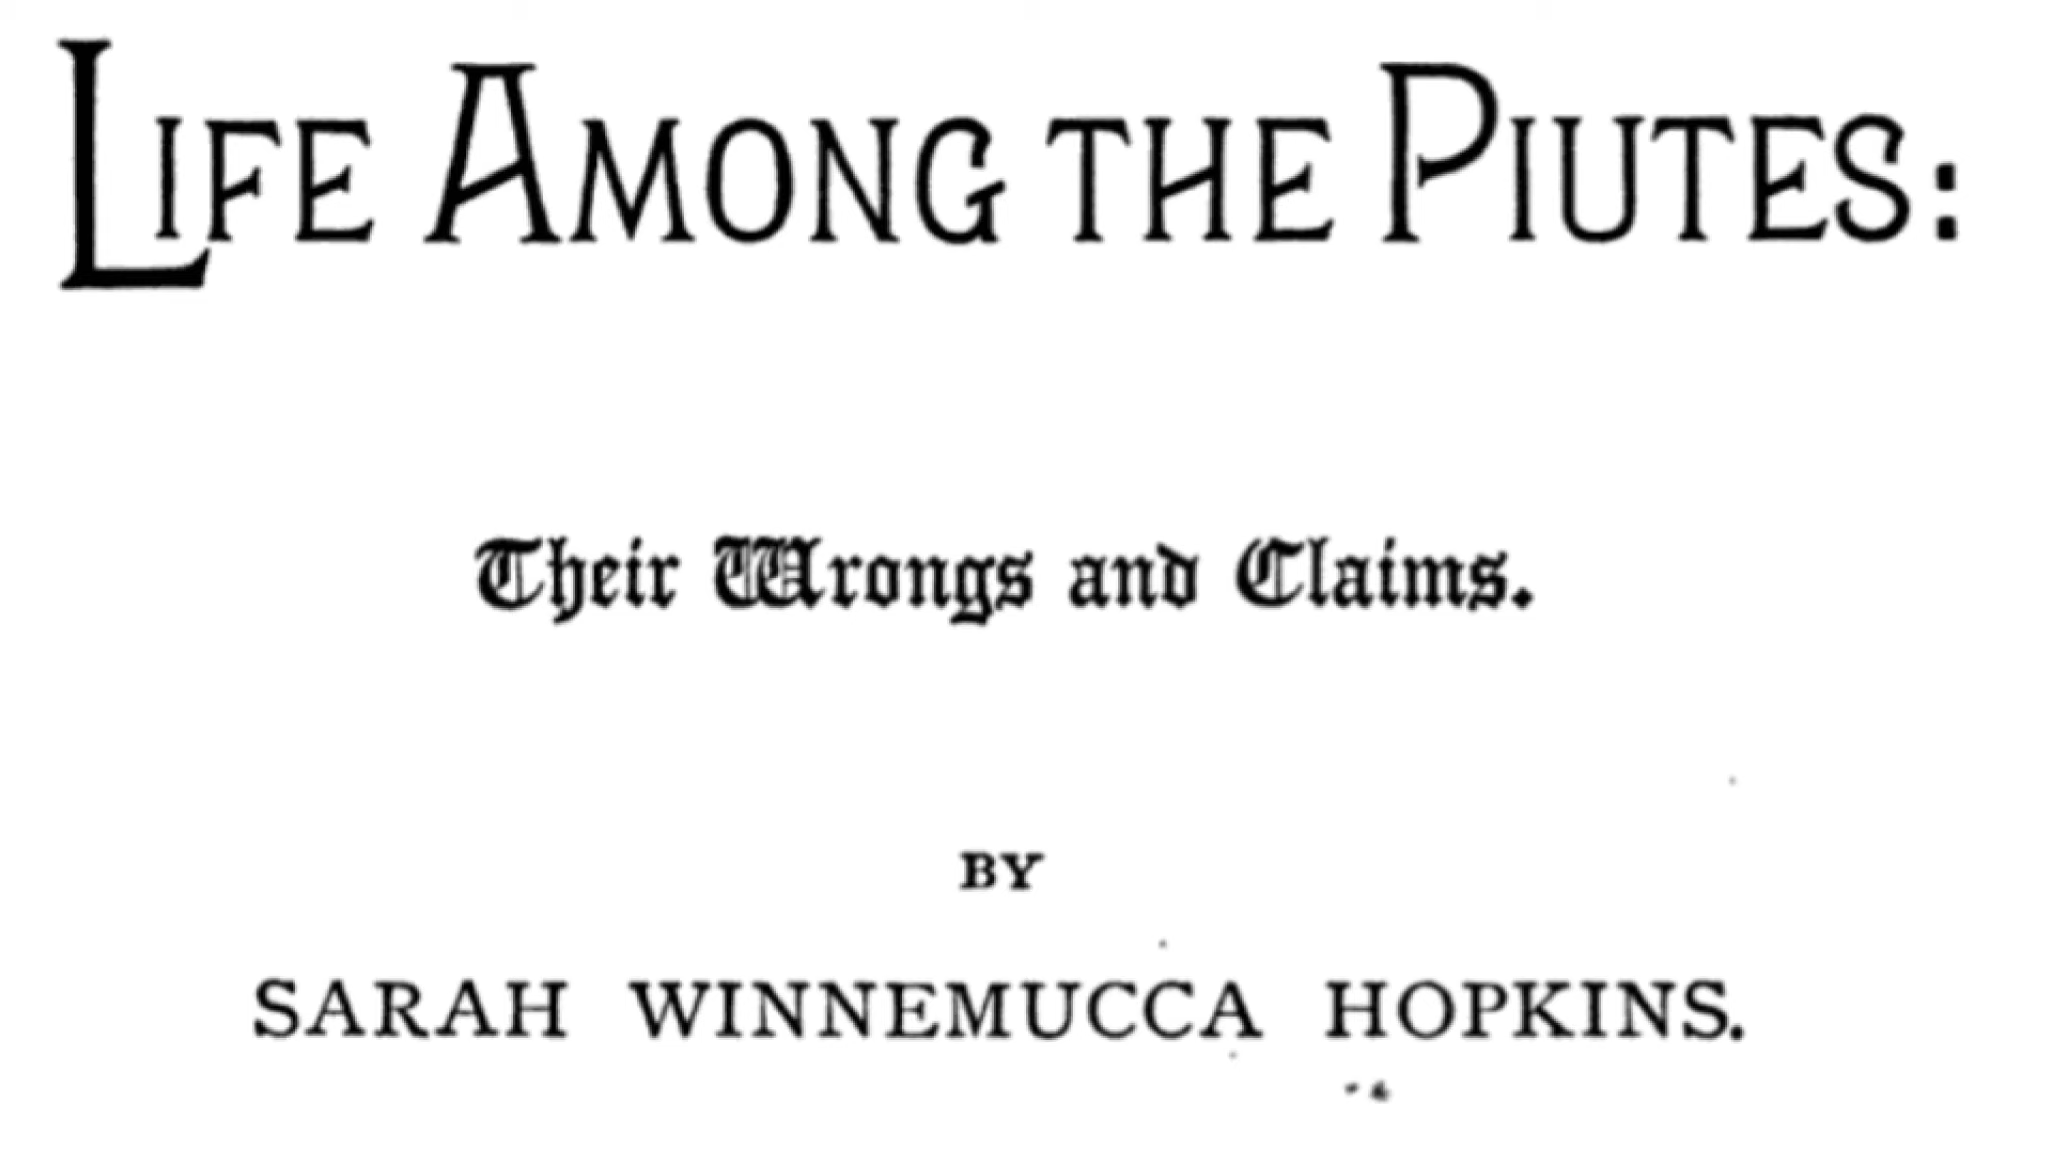 LIFE AMONG THE PIUTES:
Their Wrongs and Claims.
BY
SARAH WINNEMUCCA HOPKINS.